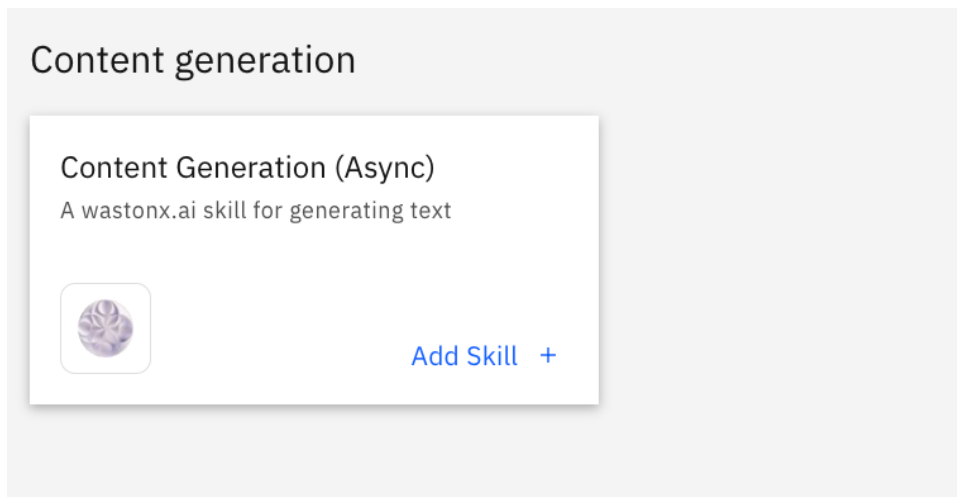 Content generation
Content Generation (Async)
A wastonx.ai skill for generating text
Add Skill +